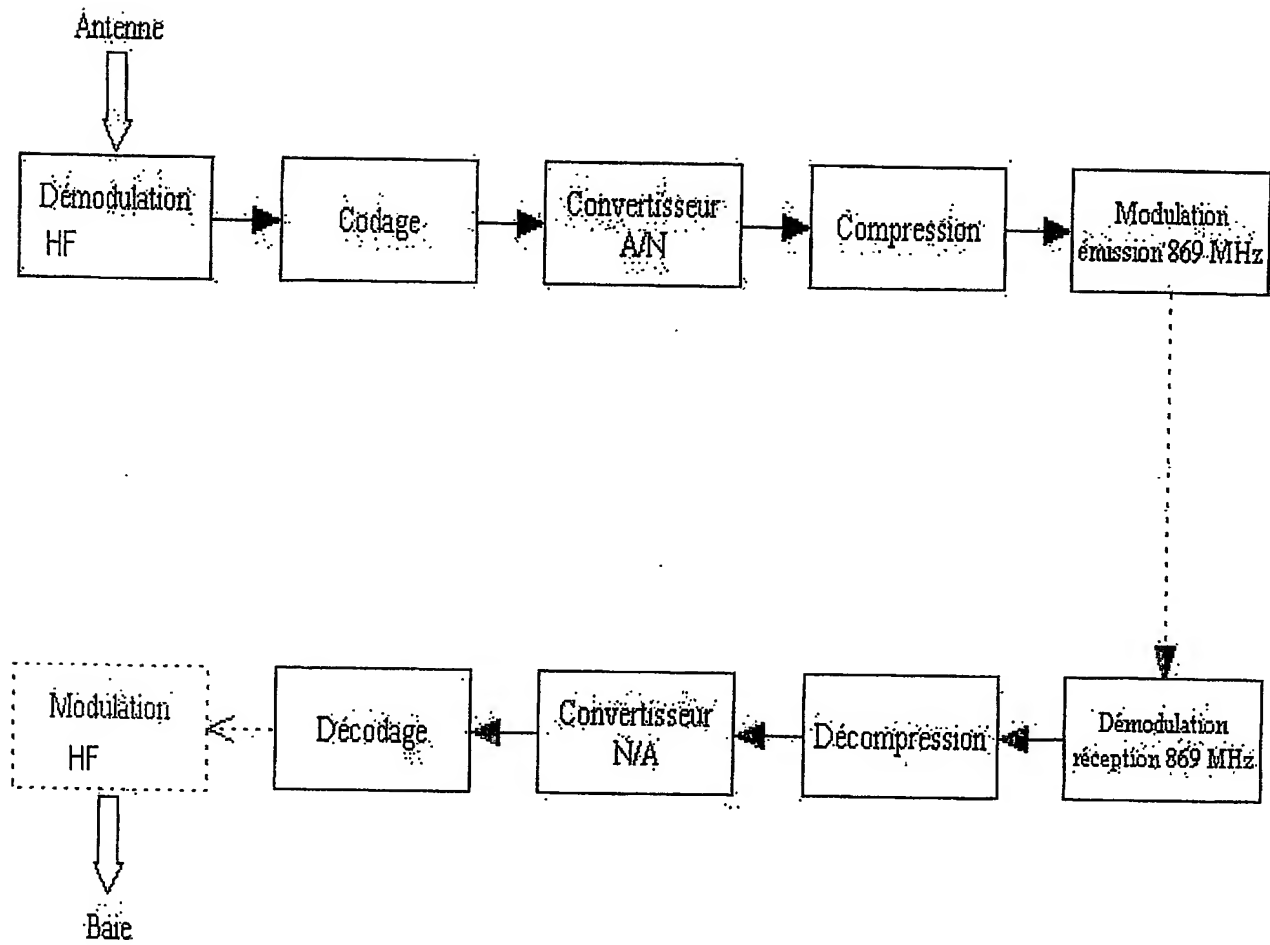 Antenne
Démodulation
HF
Codage
Convertisseur
A/N
Compression
Modulation
émission 869 MHz
Modulation
HF
Décodage
Convertisseur
N/A
Décompression
Démodulation
réception 869 MHz
Baie